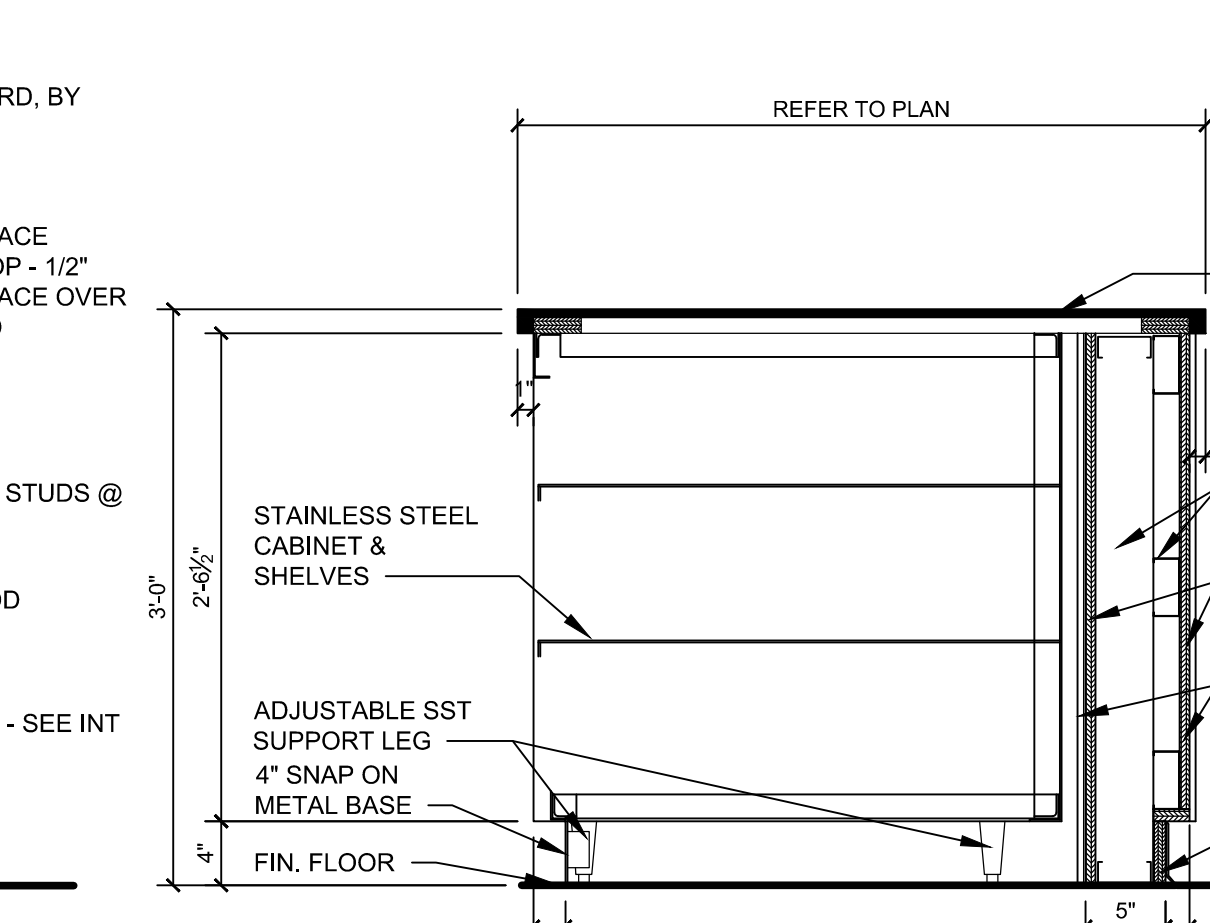 RD, BY
REFER TO PLAN
ACE
OP - 1/2"
ACE OVER
1"
STUDS @
STAINLESS STEEL
CABINET &
SHELVES
3'-0"
2'-6½"
OD
- SEE INT
ADJUSTABLE SST
SUPPORT LEG
4" SNAP ON
METAL BASE
4"
FIN. FLOOR
5"